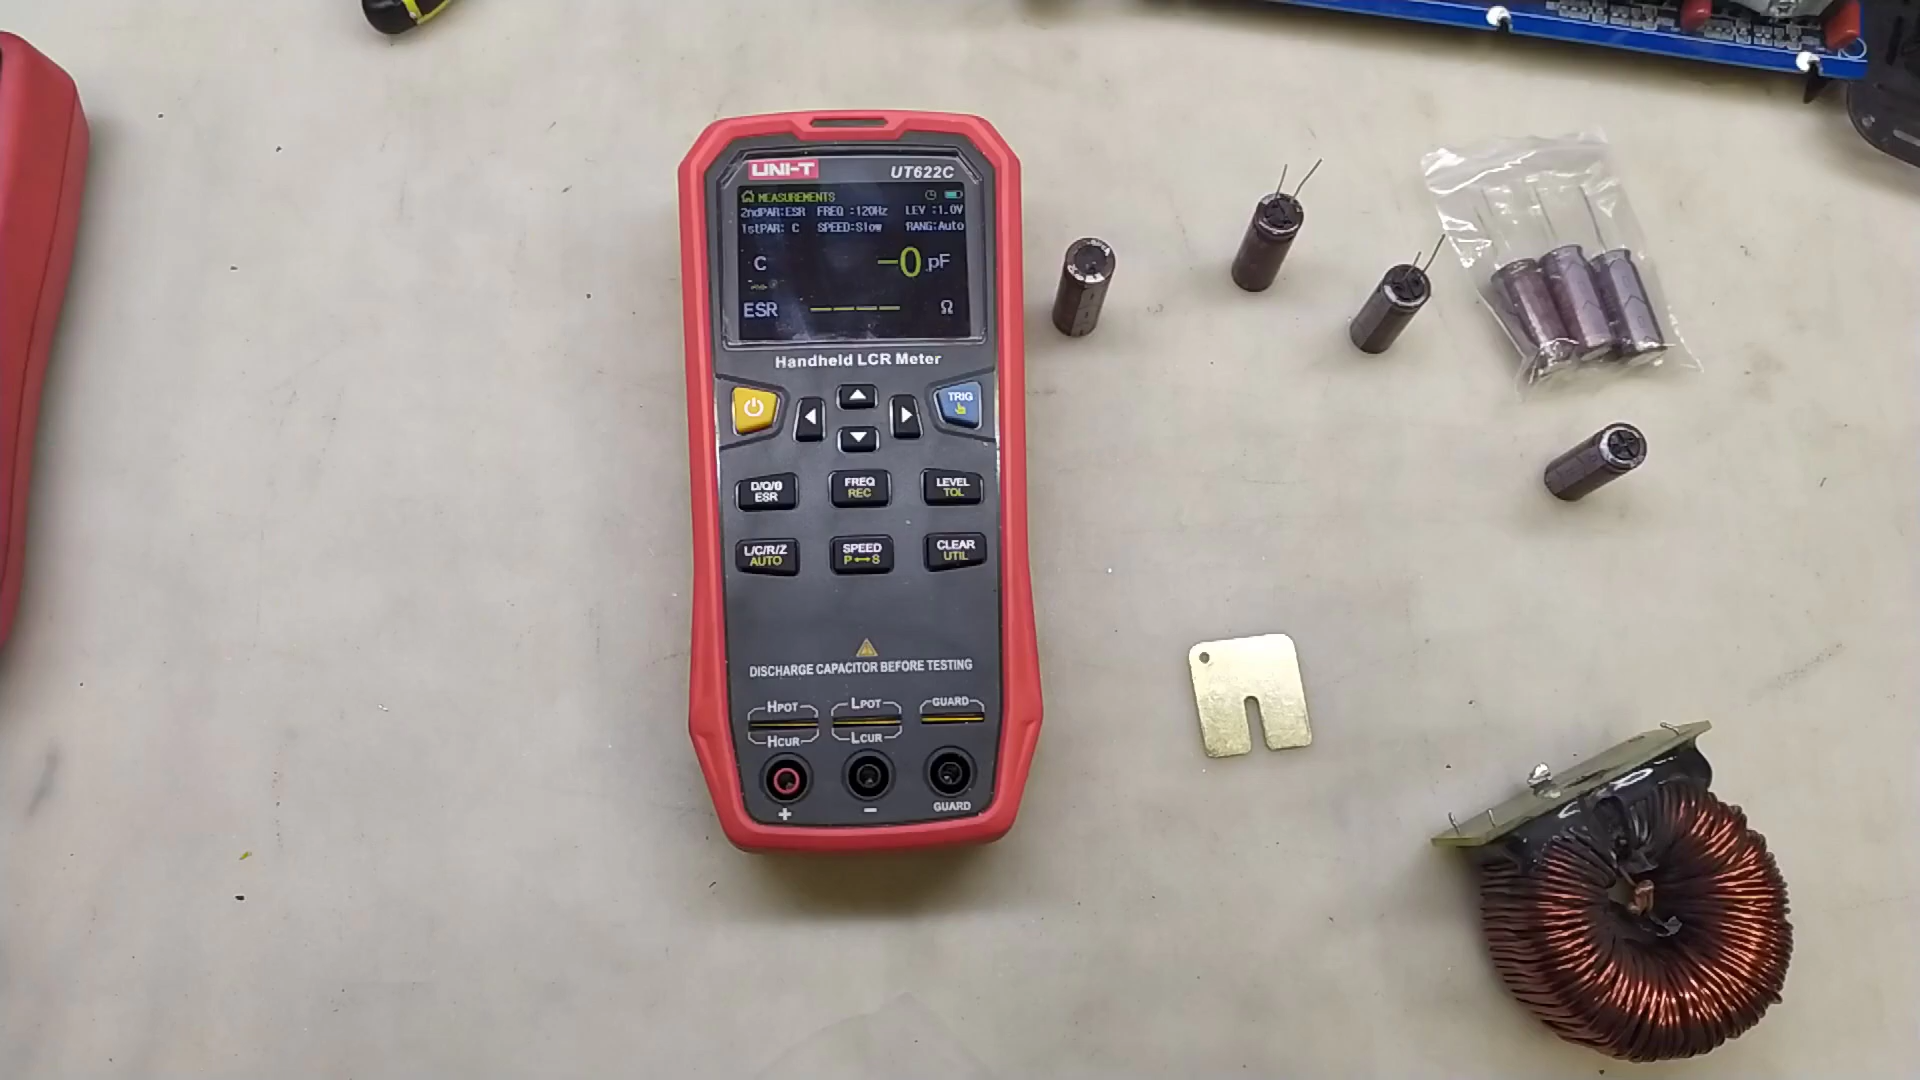 UNI-T UT622C
MEASUREMENTS
2ndPAR:ESR FREQ :120Hz LEV :1.0V
1stPAR: C SPEED:Slow RANG:Auto
C -0 pF
ESR ---- Ω
Handheld LCR Meter
TRIG
D/Q/θ FREQ LEVEL
ESR REC TOL
L/C/R/Z SPEED CLEAR
AUTO P↔S UTIL
DISCHARGE CAPACITOR BEFORE TESTING
HPOT LPOT GUARD
HCUR LCUR
+ − GUARD